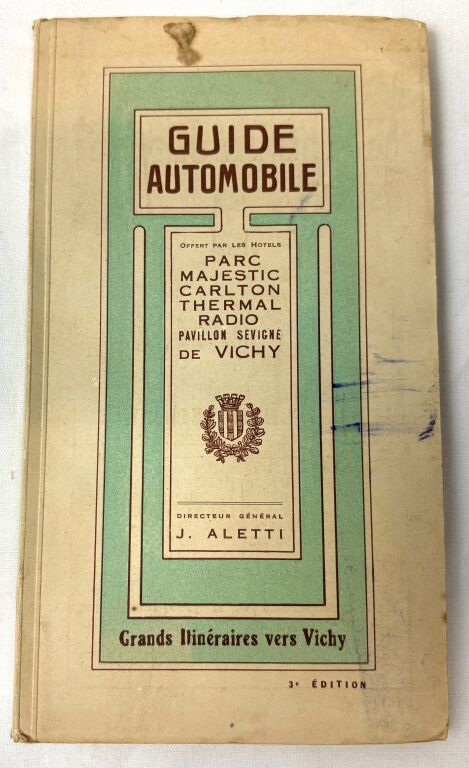 GUIDE
AUTOMOBILE
OFFERT PAR LES HOTELS
PARC
MAJESTIC
CARLTON
THERMAL
RADIO
PAVILLON SEVIGNÉ
DE VICHY
DIRECTEUR GÉNÉRAL
J. ALETTI
Grands Itinéraires vers Vichy
3e ÉDITION